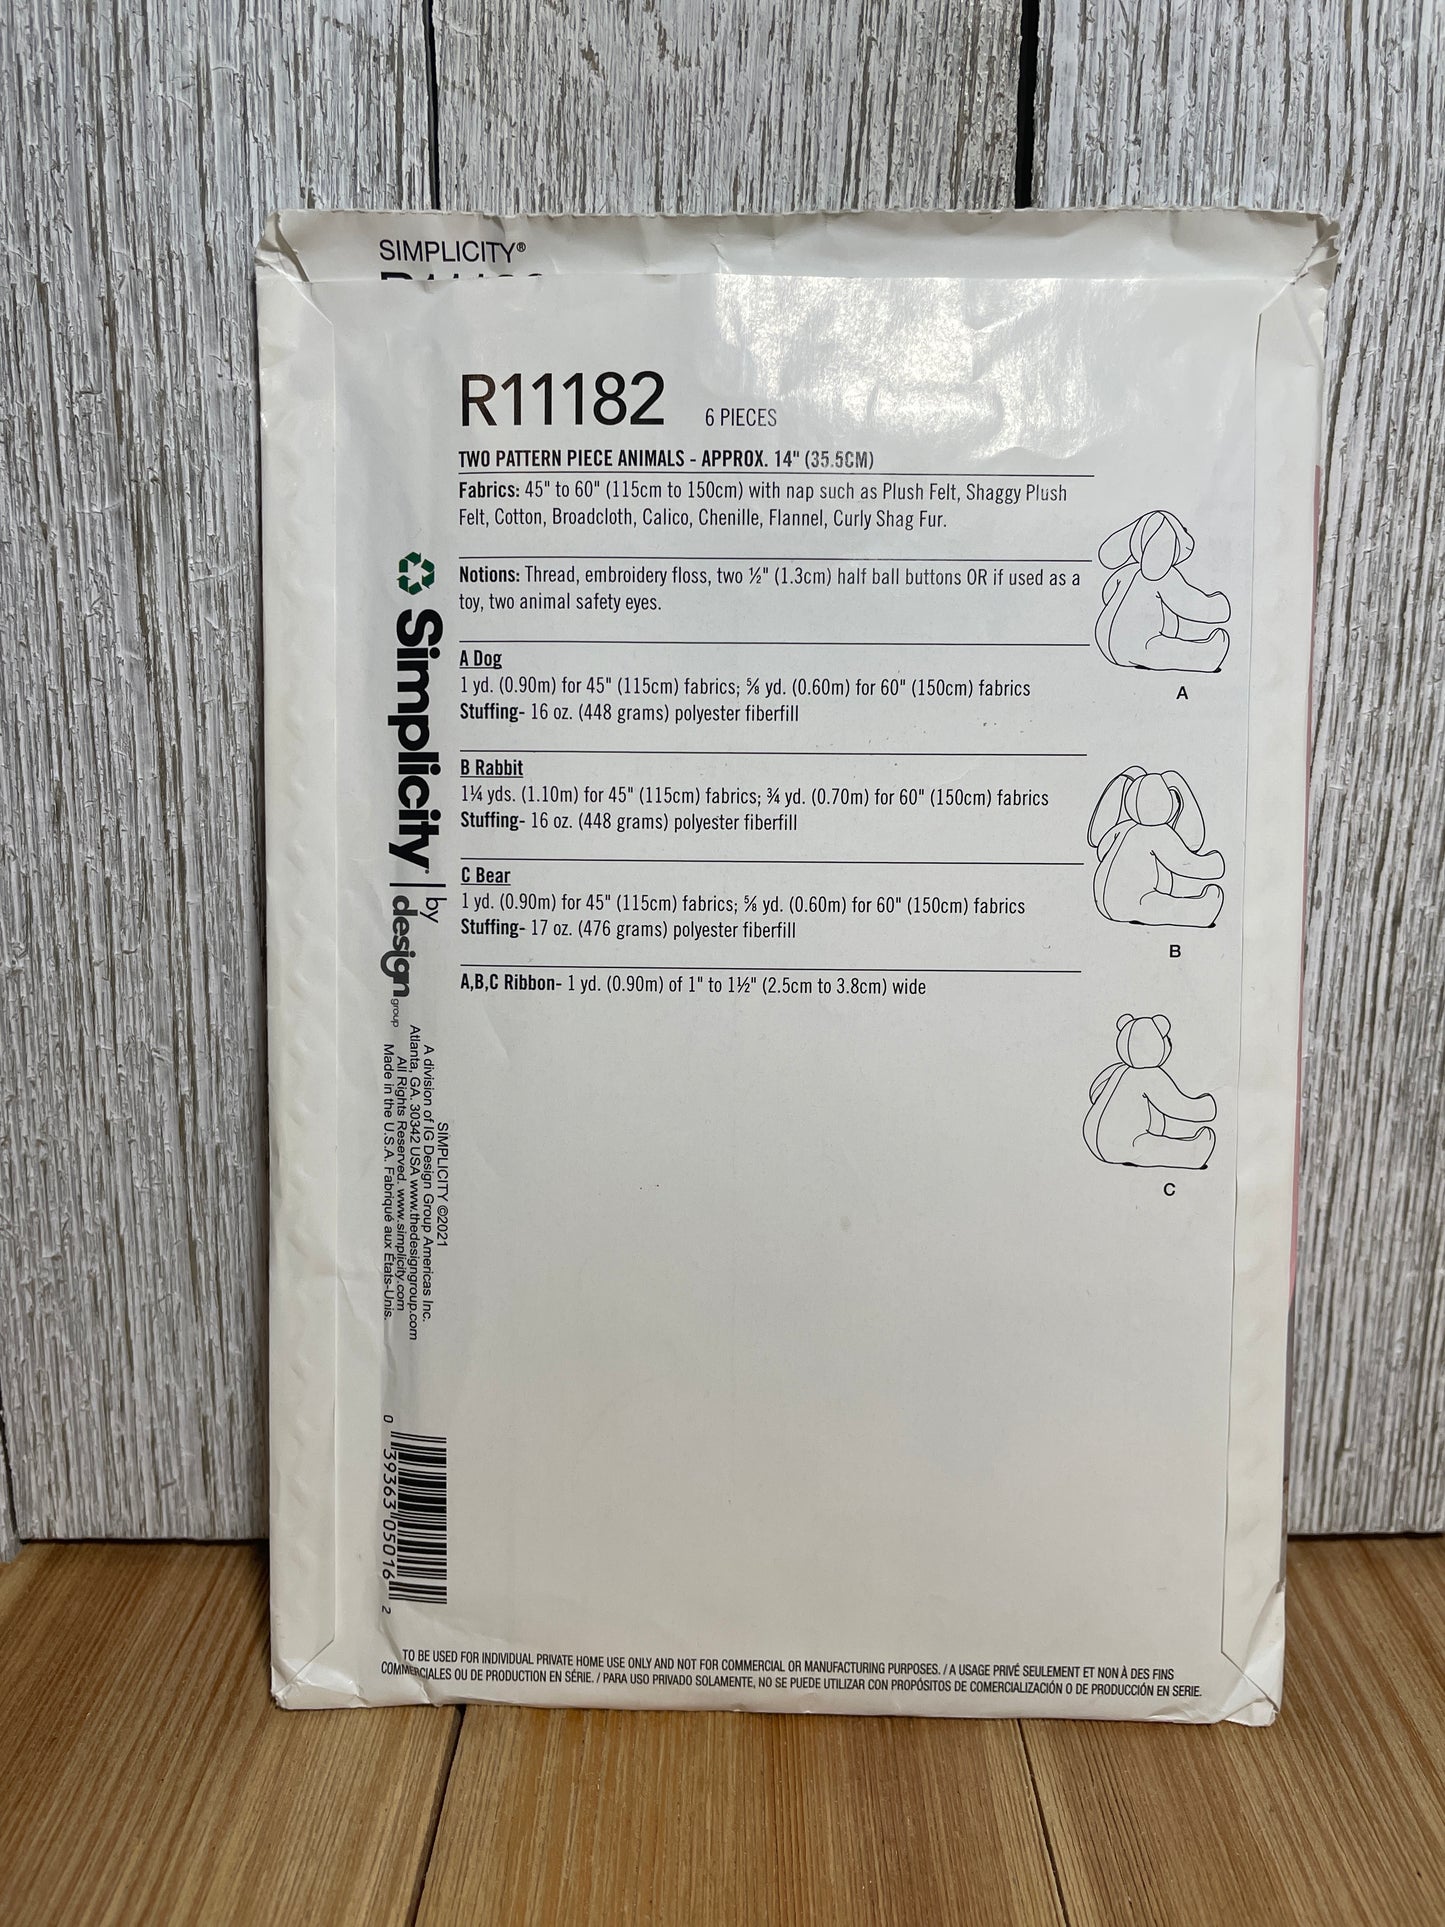 SIMPLICITY®
R11182 6 PIECES
TWO PATTERN PIECE ANIMALS - APPROX. 14" (35.5CM)
Fabrics: 45" to 60" (115cm to 150cm) with nap such as Plush Felt, Shaggy Plush
Felt, Cotton, Broadcloth, Calico, Chenille, Flannel, Curly Shag Fur.
Notions: Thread, embroidery floss, two ½" (1.3cm) half ball buttons OR if used as a
toy, two animal safety eyes.
A Dog
1 yd. (0.90m) for 45" (115cm) fabrics; ⅝ yd. (0.60m) for 60" (150cm) fabrics
Stuffing- 16 oz. (448 grams) polyester fiberfill
B Rabbit
1¼ yds. (1.10m) for 45" (115cm) fabrics; ¾ yd. (0.70m) for 60" (150cm) fabrics
Stuffing- 16 oz. (448 grams) polyester fiberfill
C Bear
1 yd. (0.90m) for 45" (115cm) fabrics; ⅝ yd. (0.60m) for 60" (150cm) fabrics
Stuffing- 17 oz. (476 grams) polyester fiberfill
A,B,C Ribbon- 1 yd. (0.90m) of 1" to 1½" (2.5cm to 3.8cm) wide
A
B
C
Simplicity® | by
design
group
SIMPLICITY ©2021
A division of IG Design Group Americas Inc.
Atlanta, GA. 30342 USA www.thedesigngroup.com
All Rights Reserved. www.simplicity.com
Made in the U.S.A. Fabriqué aux États-Unis.
0 39363 05016 2
TO BE USED FOR INDIVIDUAL PRIVATE HOME USE ONLY AND NOT FOR COMMERCIAL OR MANUFACTURING PURPOSES. / A USAGE PRIVÉ SEULEMENT ET NON À DES FINS
COMMERCIALES OU DE PRODUCTION EN SÉRIE. / PARA USO PRIVADO SOLAMENTE, NO SE PUEDE UTILIZAR CON PROPÓSITOS DE COMERCIALIZACIÓN O DE PRODUCCIÓN EN SERIE.